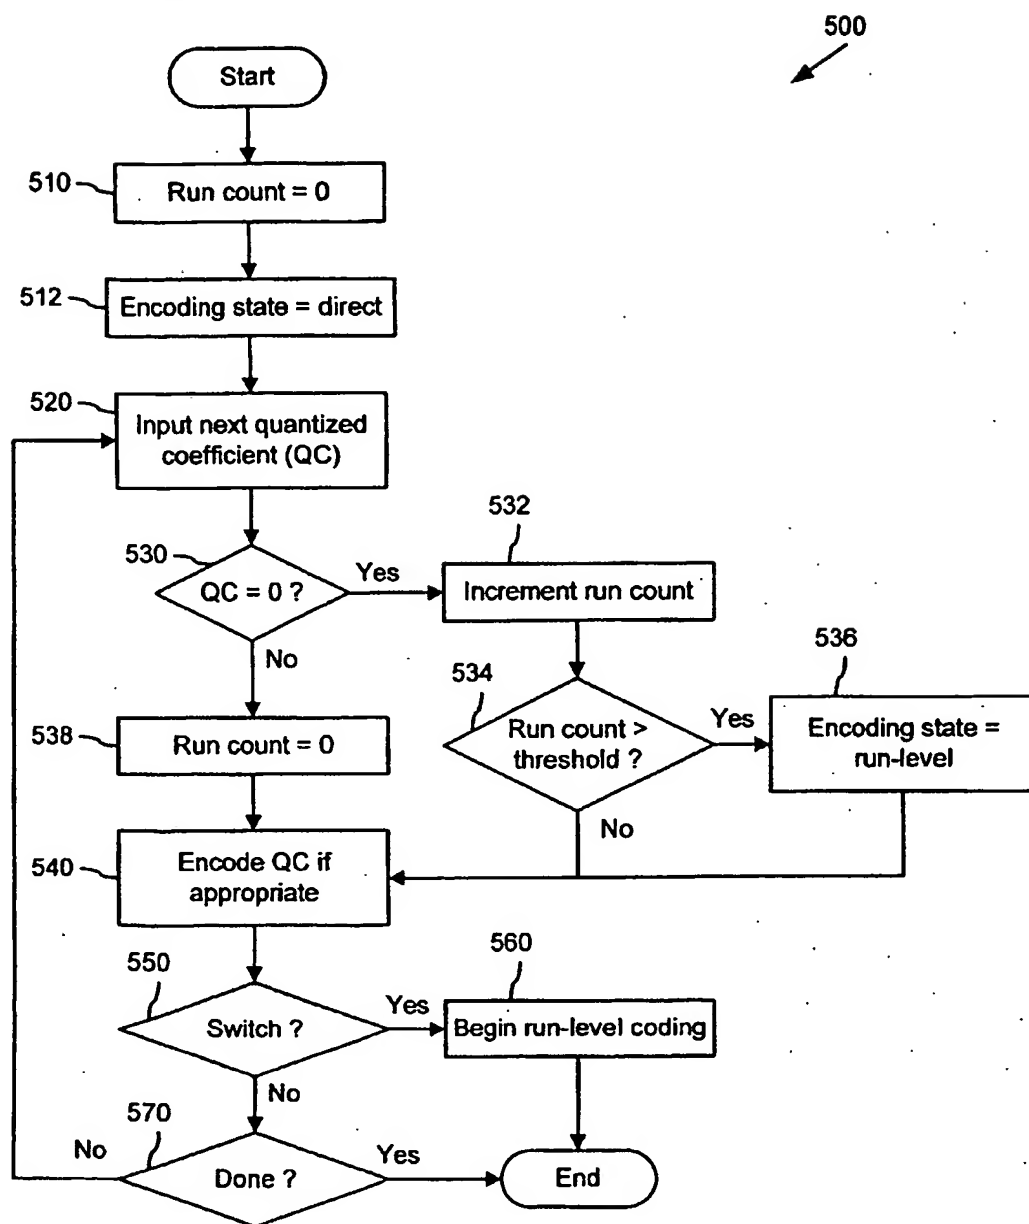 500
Start
510
Run count = 0
512
Encoding state = direct
520
Input next quantized
coefficient (QC)
530
QC = 0 ?
Yes
532
Increment run count
No
534
Run count >
threshold ?
Yes
536
Encoding state =
run-level
538
Run count = 0
No
540
Encode QC if
appropriate
550
Switch ?
Yes
560
Begin run-level coding
No
570
No
Done ?
Yes
End